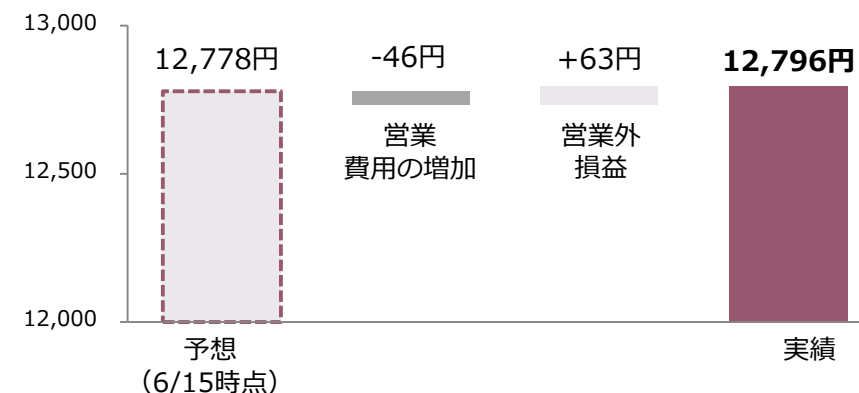 13,000
12,778円
-46円
+63円
12,796円
営業
費用の増加
営業外
損益
12,500
12,000
予想
（6/15時点）
実績